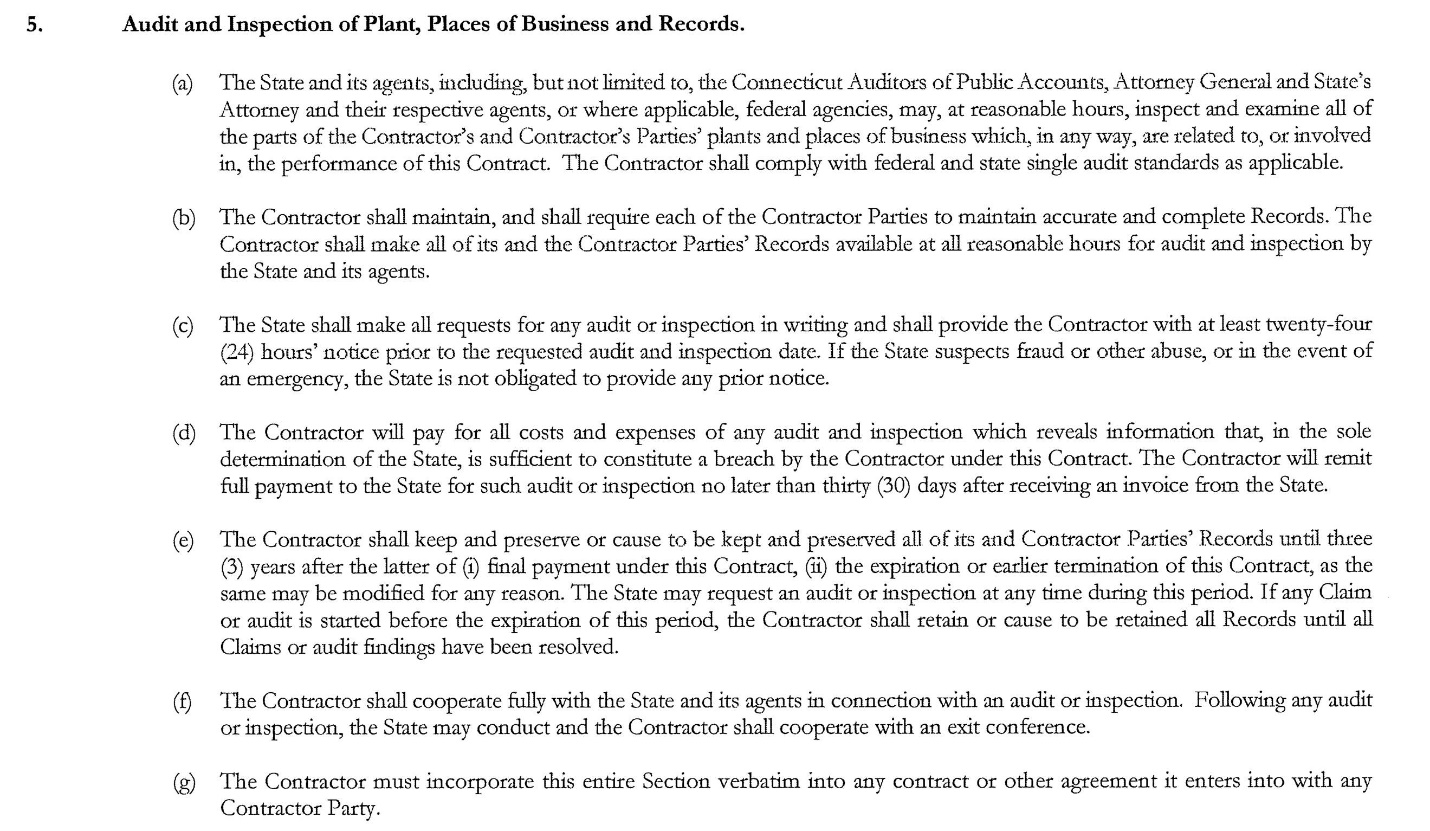 5. Audit and Inspection of Plant, Places of Business and Records.
(a) The State and its agents, including, but not limited to, the Connecticut Auditors of Public Accounts, Attorney General and State's
Attorney and their respective agents, or where applicable, federal agencies, may, at reasonable hours, inspect and examine all of
the parts of the Contractor's and Contractor's Parties' plants and places of business which, in any way, are related to, or involved
in, the performance of this Contract. The Contractor shall comply with federal and state single audit standards as applicable.
(b) The Contractor shall maintain, and shall require each of the Contractor Parties to maintain accurate and complete Records. The
Contractor shall make all of its and the Contractor Parties' Records available at all reasonable hours for audit and inspection by
the State and its agents.
(c) The State shall make all requests for any audit or inspection in writing and shall provide the Contractor with at least twenty-four
(24) hours' notice prior to the requested audit and inspection date. If the State suspects fraud or other abuse, or in the event of
an emergency, the State is not obligated to provide any prior notice.
(d) The Contractor will pay for all costs and expenses of any audit and inspection which reveals information that, in the sole
determination of the State, is sufficient to constitute a breach by the Contractor under this Contract. The Contractor will remit
full payment to the State for such audit or inspection no later than thirty (30) days after receiving an invoice from the State.
(e) The Contractor shall keep and preserve or cause to be kept and preserved all of its and Contractor Parties' Records until three
(3) years after the latter of (i) final payment under this Contract, (ii) the expiration or earlier termination of this Contract, as the
same may be modified for any reason. The State may request an audit or inspection at any time during this period. If any Claim
or audit is started before the expiration of this period, the Contractor shall retain or cause to be retained all Records until all
Claims or audit findings have been resolved.
(f) The Contractor shall cooperate fully with the State and its agents in connection with an audit or inspection. Following any audit
or inspection, the State may conduct and the Contractor shall cooperate with an exit conference.
(g) The Contractor must incorporate this entire Section verbatim into any contract or other agreement it enters into with any
Contractor Party.